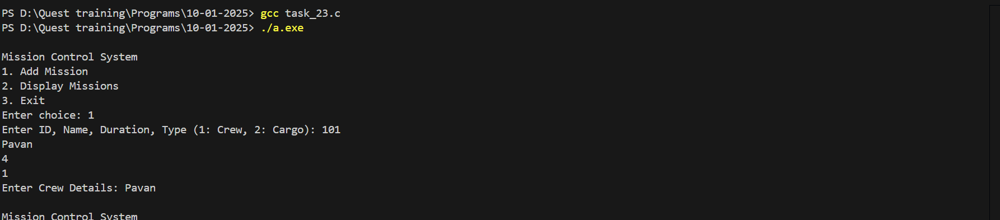 PS D:\Quest training\Programs\10-01-2025> gcc task_23.c
PS D:\Quest training\Programs\10-01-2025> ./a.exe
Mission Control System
1. Add Mission
2. Display Missions
3. Exit
Enter choice: 1
Enter ID, Name, Duration, Type (1: Crew, 2: Cargo): 101
Pavan
4
1
Enter Crew Details: Pavan
Mission Control System